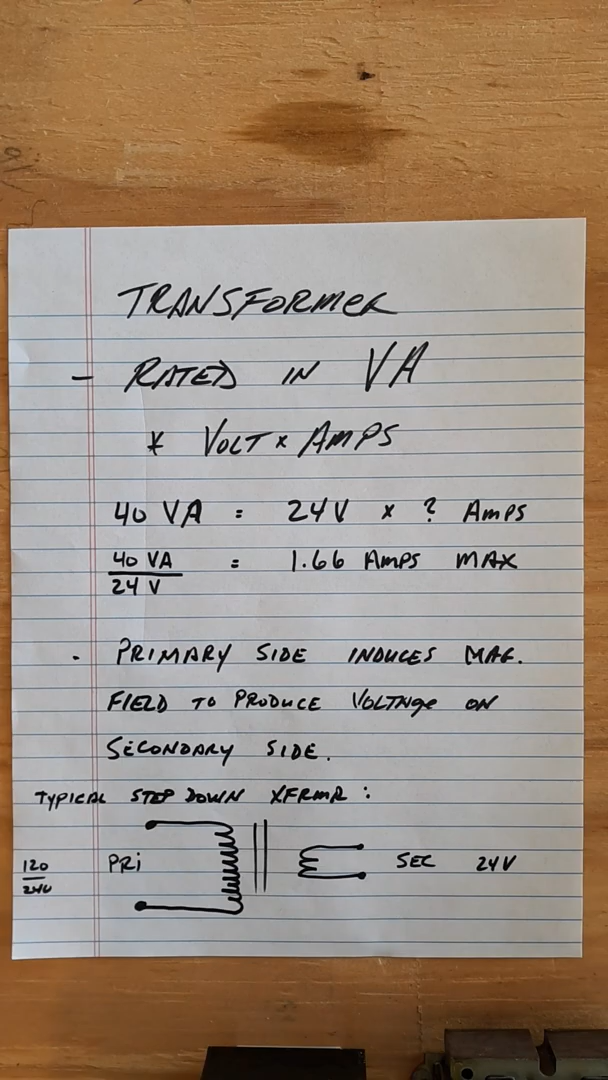 TRANSFORMER
- RATED IN VA
* VOLT x AMPS
40 VA = 24V x ? AMPS
40 VA = 1.66 AMPS MAX
24 V
. PRIMARY SIDE INDUCES MAG.
FIELD TO PRODUCE VOLTAGE ON
SECONDARY SIDE.
TYPICAL STEP DOWN XFRMR :
120 PRi SEC 24V